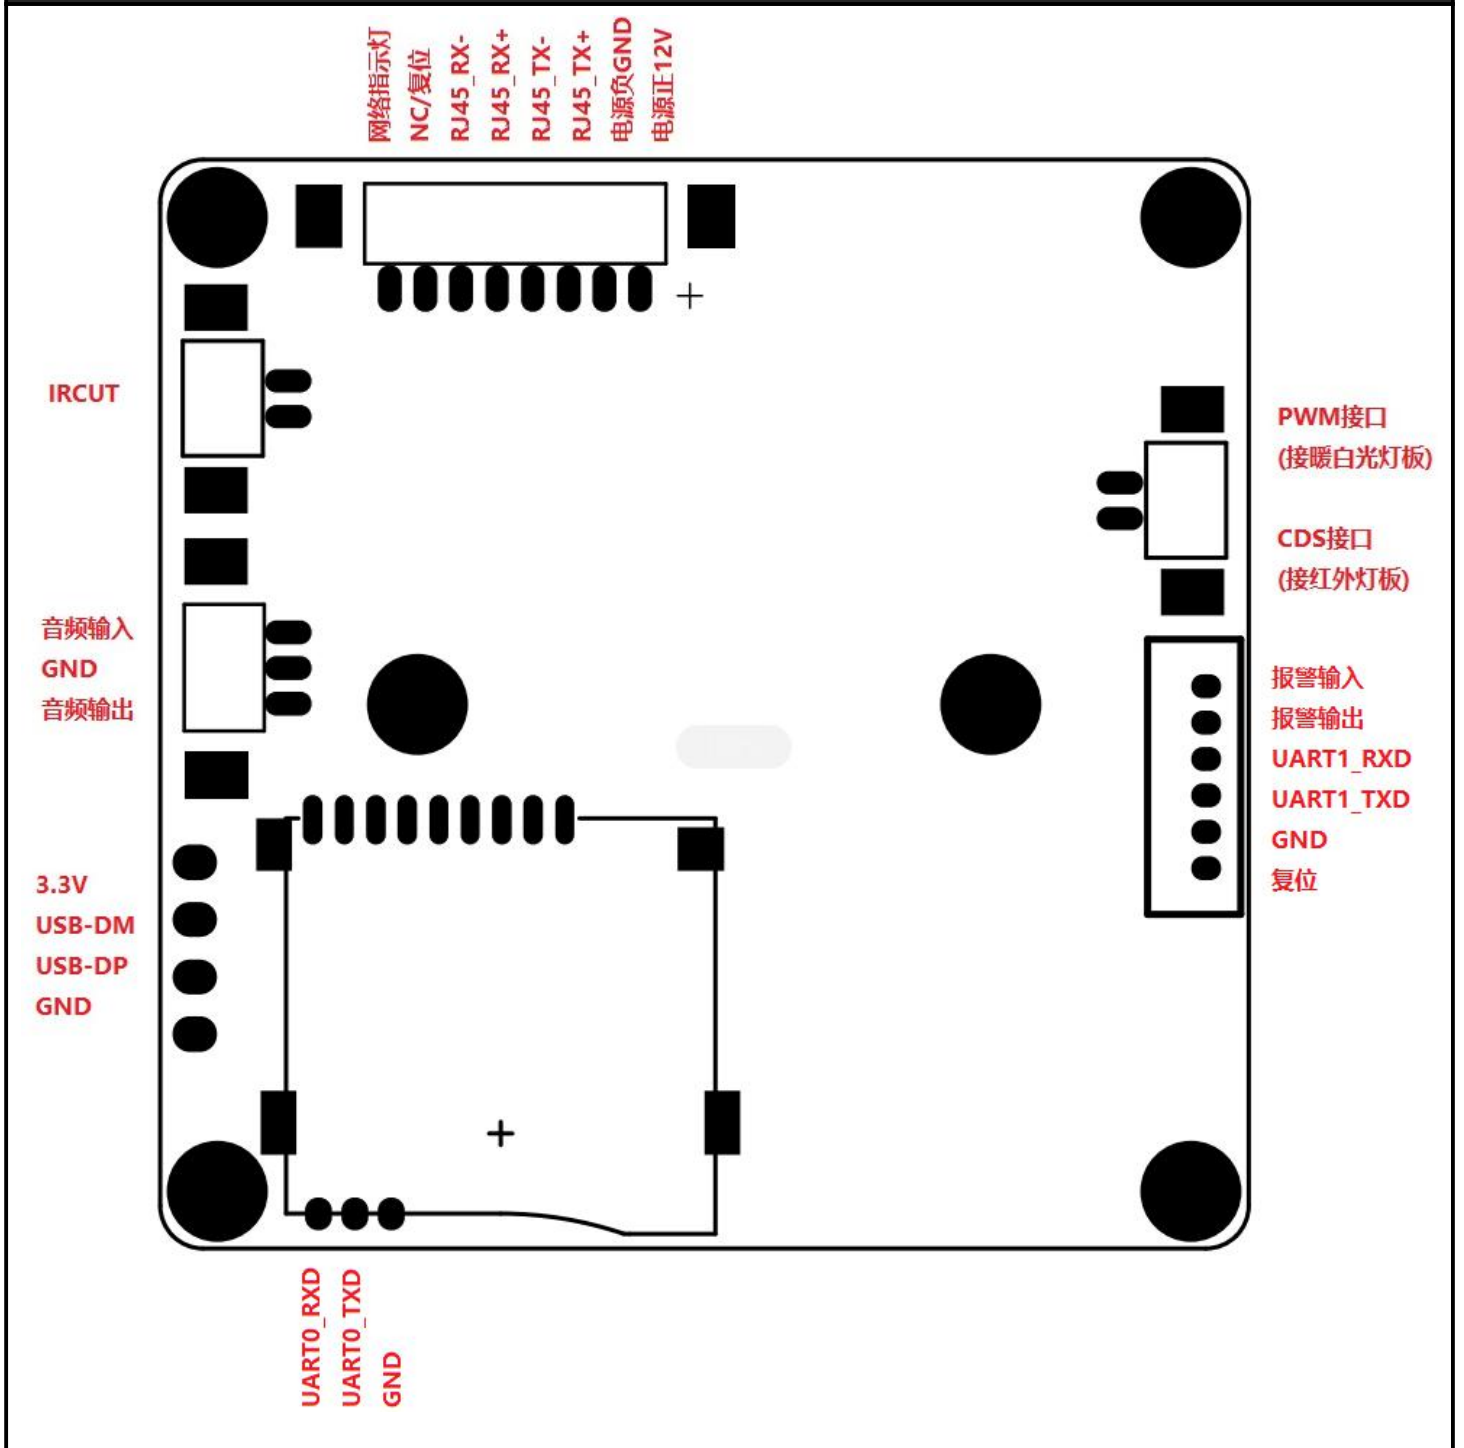 网络指示灯
NC/复位
RJ45_RX-
RJ45_RX+
RJ45_TX-
RJ45_TX+
电源负GND
电源正12V
IRCUT
PWM接口
(接暖白光灯板)
CDS接口
(接红外灯板)
音频输入
GND
音频输出
报警输入
报警输出
UART1_RXD
UART1_TXD
GND
复位
3.3V
USB-DM
USB-DP
GND
UART0_RXD
UART0_TXD
GND